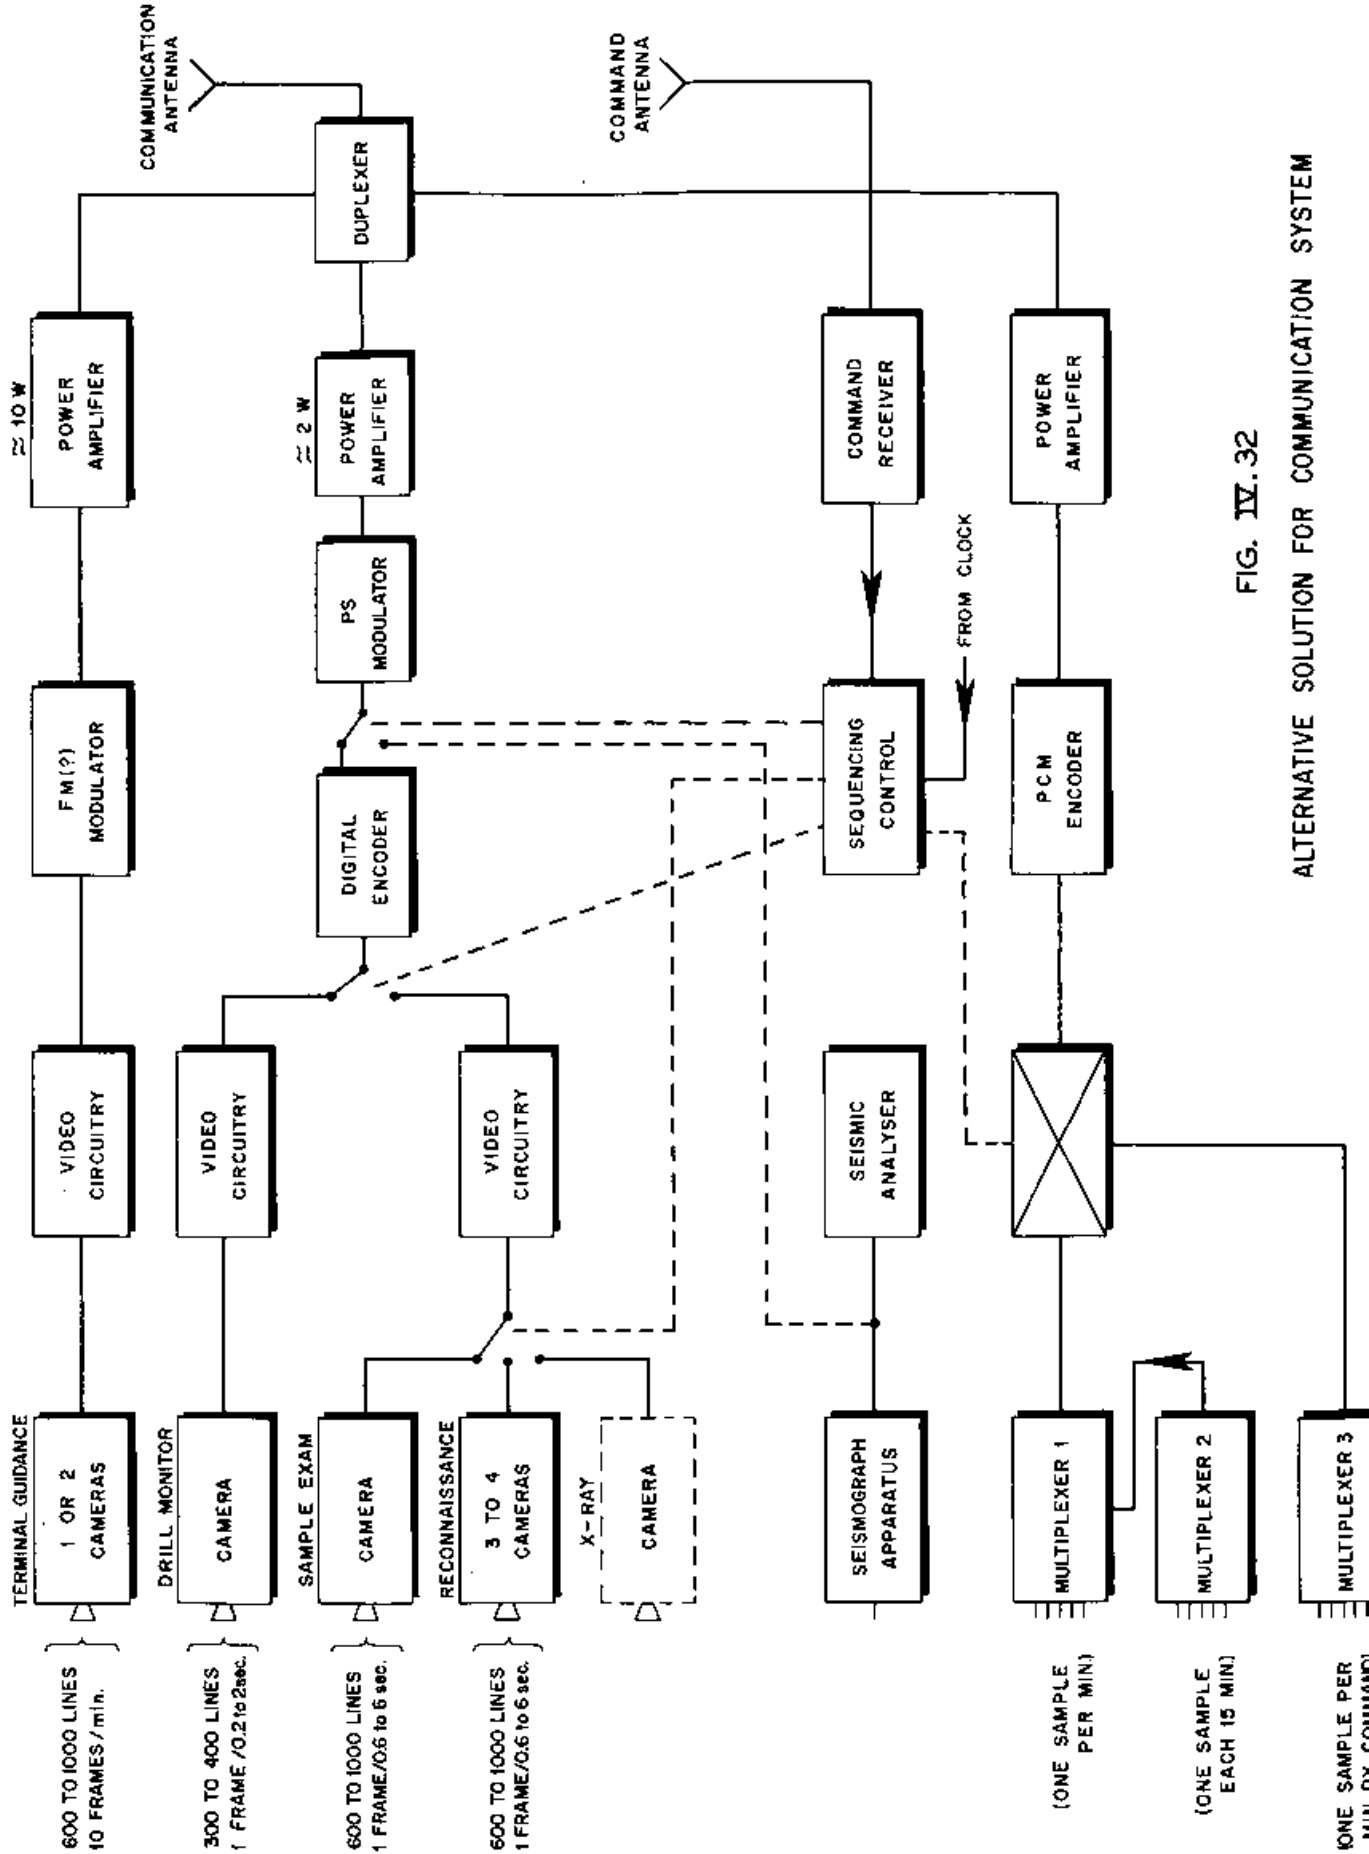 TERMINAL GUIDANCE
600 TO 1000 LINES
10 FRAMES / min.
1 OR 2
CAMERAS
VIDEO
CIRCUITRY
FM(?)
MODULATOR
≈ 10 W
POWER
AMPLIFIER
COMMUNICATION
ANTENNA
DRILL MONITOR
300 TO 400 LINES
1 FRAME /0.2 to 2sec.
CAMERA
VIDEO
CIRCUITRY
SAMPLE EXAM
600 TO 1000 LINES
1 FRAME/0.6 to 6 sec.
CAMERA
DIGITAL
ENCODER
PS
MODULATOR
≈ 2 W
POWER
AMPLIFIER
DUPLEXER
RECONNAISSANCE
600 TO 1000 LINES
1 FRAME/0.6 to 6 sec.
3 TO 4
CAMERAS
VIDEO
CIRCUITRY
X-RAY
CAMERA
COMMAND
ANTENNA
SEISMOGRAPH
APPARATUS
SEISMIC
ANALYSER
SEQUENCING
CONTROL
COMMAND
RECEIVER
FROM CLOCK
MULTIPLEXER 1
(ONE SAMPLE
PER MIN.)
PCM
ENCODER
POWER
AMPLIFIER
MULTIPLEXER 2
(ONE SAMPLE
EACH 15 MIN.)
MULTIPLEXER 3
(ONE SAMPLE PER
FIG. IV. 32
ALTERNATIVE SOLUTION FOR COMMUNICATION SYSTEM